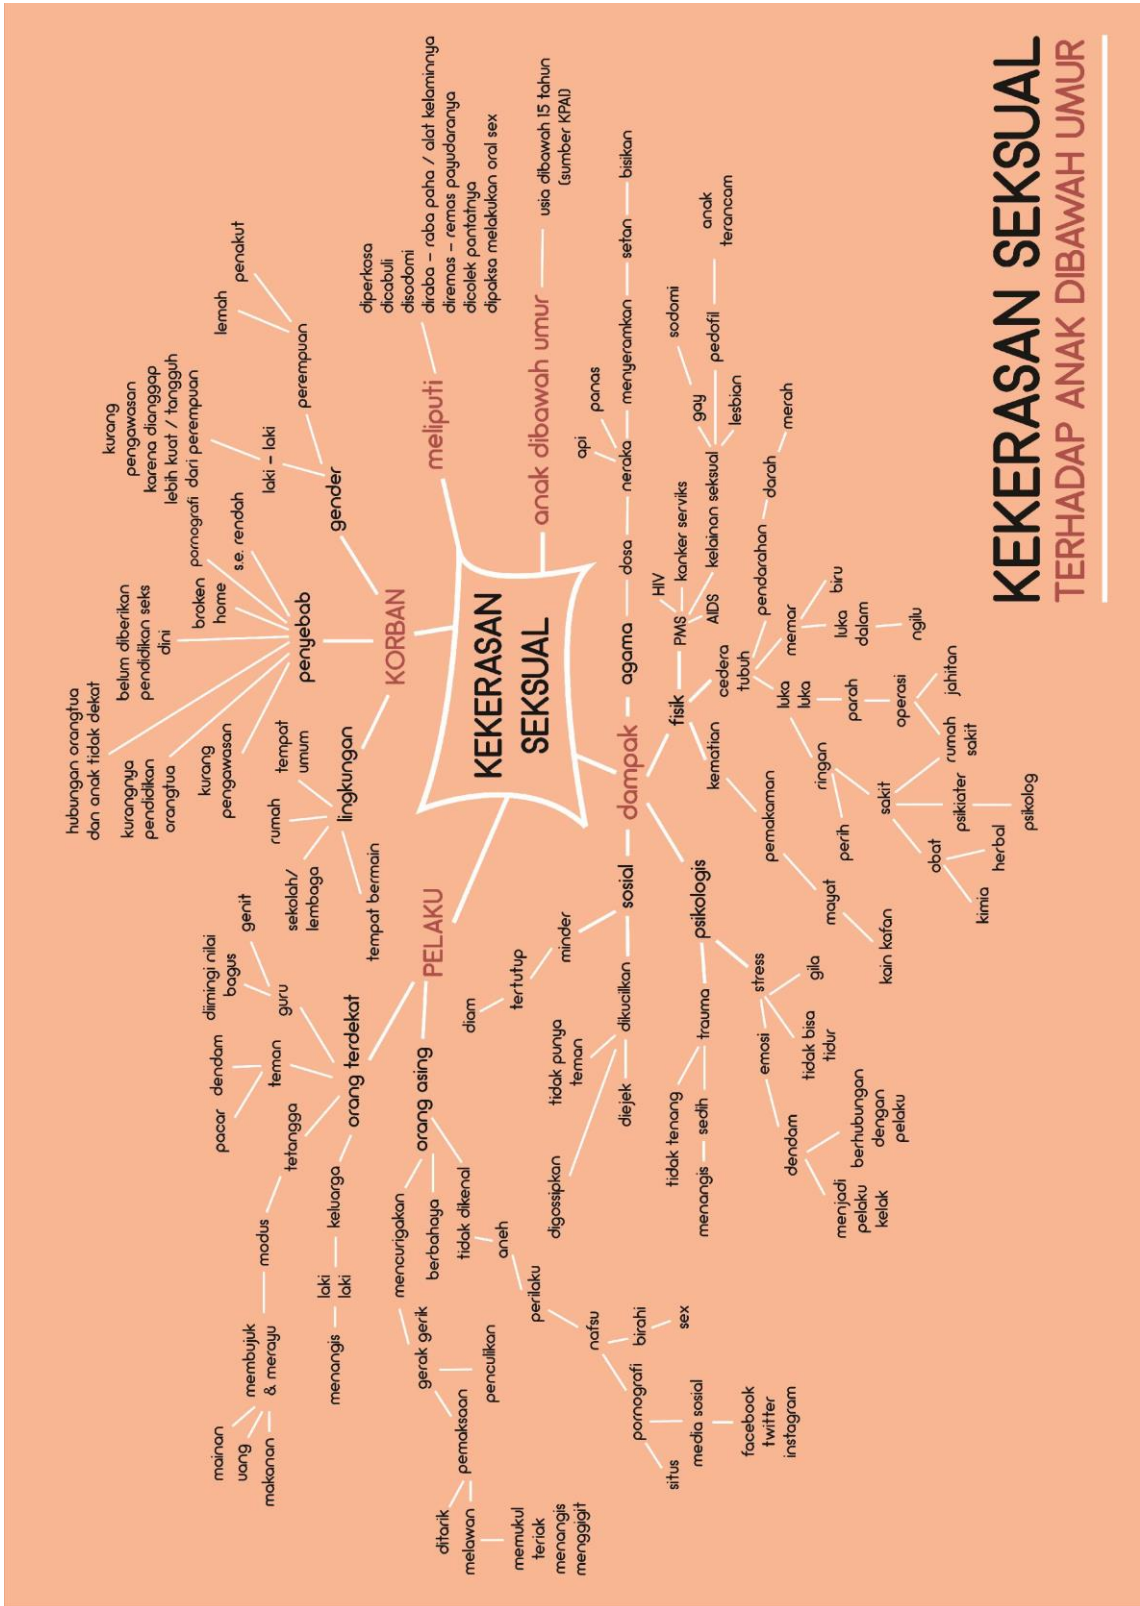 KEKERASAN SEKSUAL
TERHADAP ANAK DIBAWAH UMUR
KEKERASAN
SEKSUAL
meliputi
diperkosa
dicabuli
disodomi
diraba - raba paha / alat kelaminnya
diremas - remas payudaranya
dicolek pantatnya
dipaksa melakukan oral sex
anak dibawah umur
usia dibawah 15 tahun
(sumber KPAI)
KORBAN
gender
perempuan
lemah
penakut
laki - laki
kurang
pengawasan
karena dianggap
lebih kuat / tangguh
dari perempuan
penyebab
s.e. rendah
pornografi
broken
home
belum diberikan
pendidikan seks
dini
hubungan orangtua
dan anak tidak dekat
kurangnya
pendidikan
orangtua
kurang
pengawasan
lingkungan
tempat
umum
rumah
sekolah/
lembaga
tempat bermain
PELAKU
orang terdekat
guru
genit
diimingi nilai
bagus
teman
dendam
pacar
tetangga
modus
membujuk
& merayu
mainan
uang
makanan
keluarga
laki
laki
menangis
orang asing
mencurigakan
gerak gerik
penculikan
pemaksaan
ditarik
melawan
memukul
teriak
menangis
menggigit
berbahaya
tidak dikenal
aneh
perilaku
nafsu
birahi
sex
pornografi
situs
media sosial
facebook
twitter
instagram
dampak
agama
dosa
neraka
api
panas
menyeramkan
setan
bisikan
fisik
PMS
HIV
kanker serviks
AIDS
kelainan seksual
gay
sodomi
pedofil
anak
terancam
lesbian
cedera
tubuh
pendarahan
darah
merah
memar
biru
luka
dalam
ngilu
luka
luka
parah
operasi
jahitan
rumah
sakit
ringan
perih
sakit
psikiater
psikolog
obat
herbal
kimia
kematian
pemakaman
mayat
kain kafan
sosial
minder
tertutup
diam
dikucilkan
tidak punya
teman
diejek
digossipkan
psikologis
trauma
tidak tenang
sedih
menangis
stress
gila
tidak bisa
tidur
emosi
dendam
berhubungan
dengan
pelaku
menjadi
pelaku
kelak